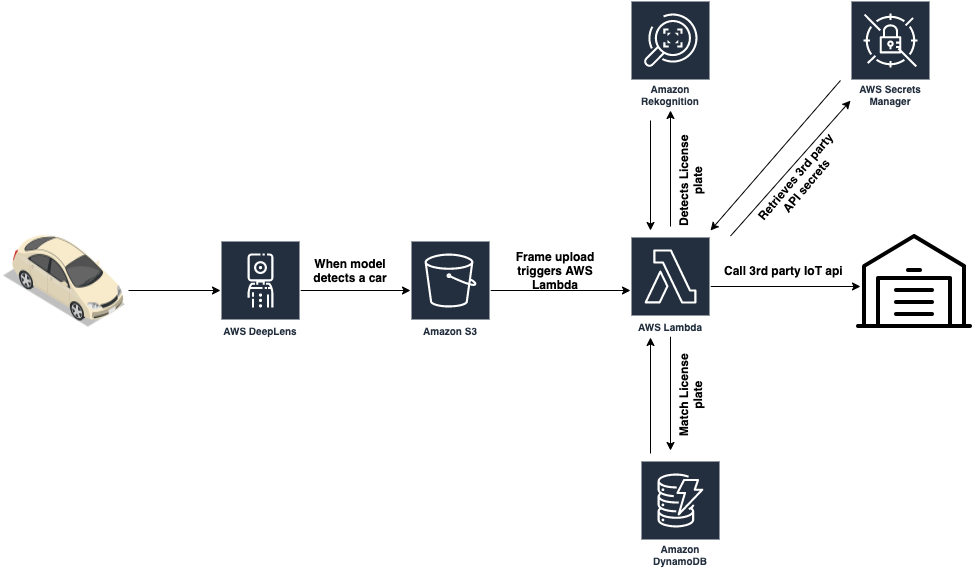 Amazon
Rekognition
AWS Secrets
Manager
Detects License
plate
Retrieves 3rd party
API secrets
When model
detects a car
Frame upload
triggers AWS
Lambda
Call 3rd party IoT api
AWS DeepLens
Amazon S3
AWS Lambda
Match License
plate
Amazon
DynamoDB